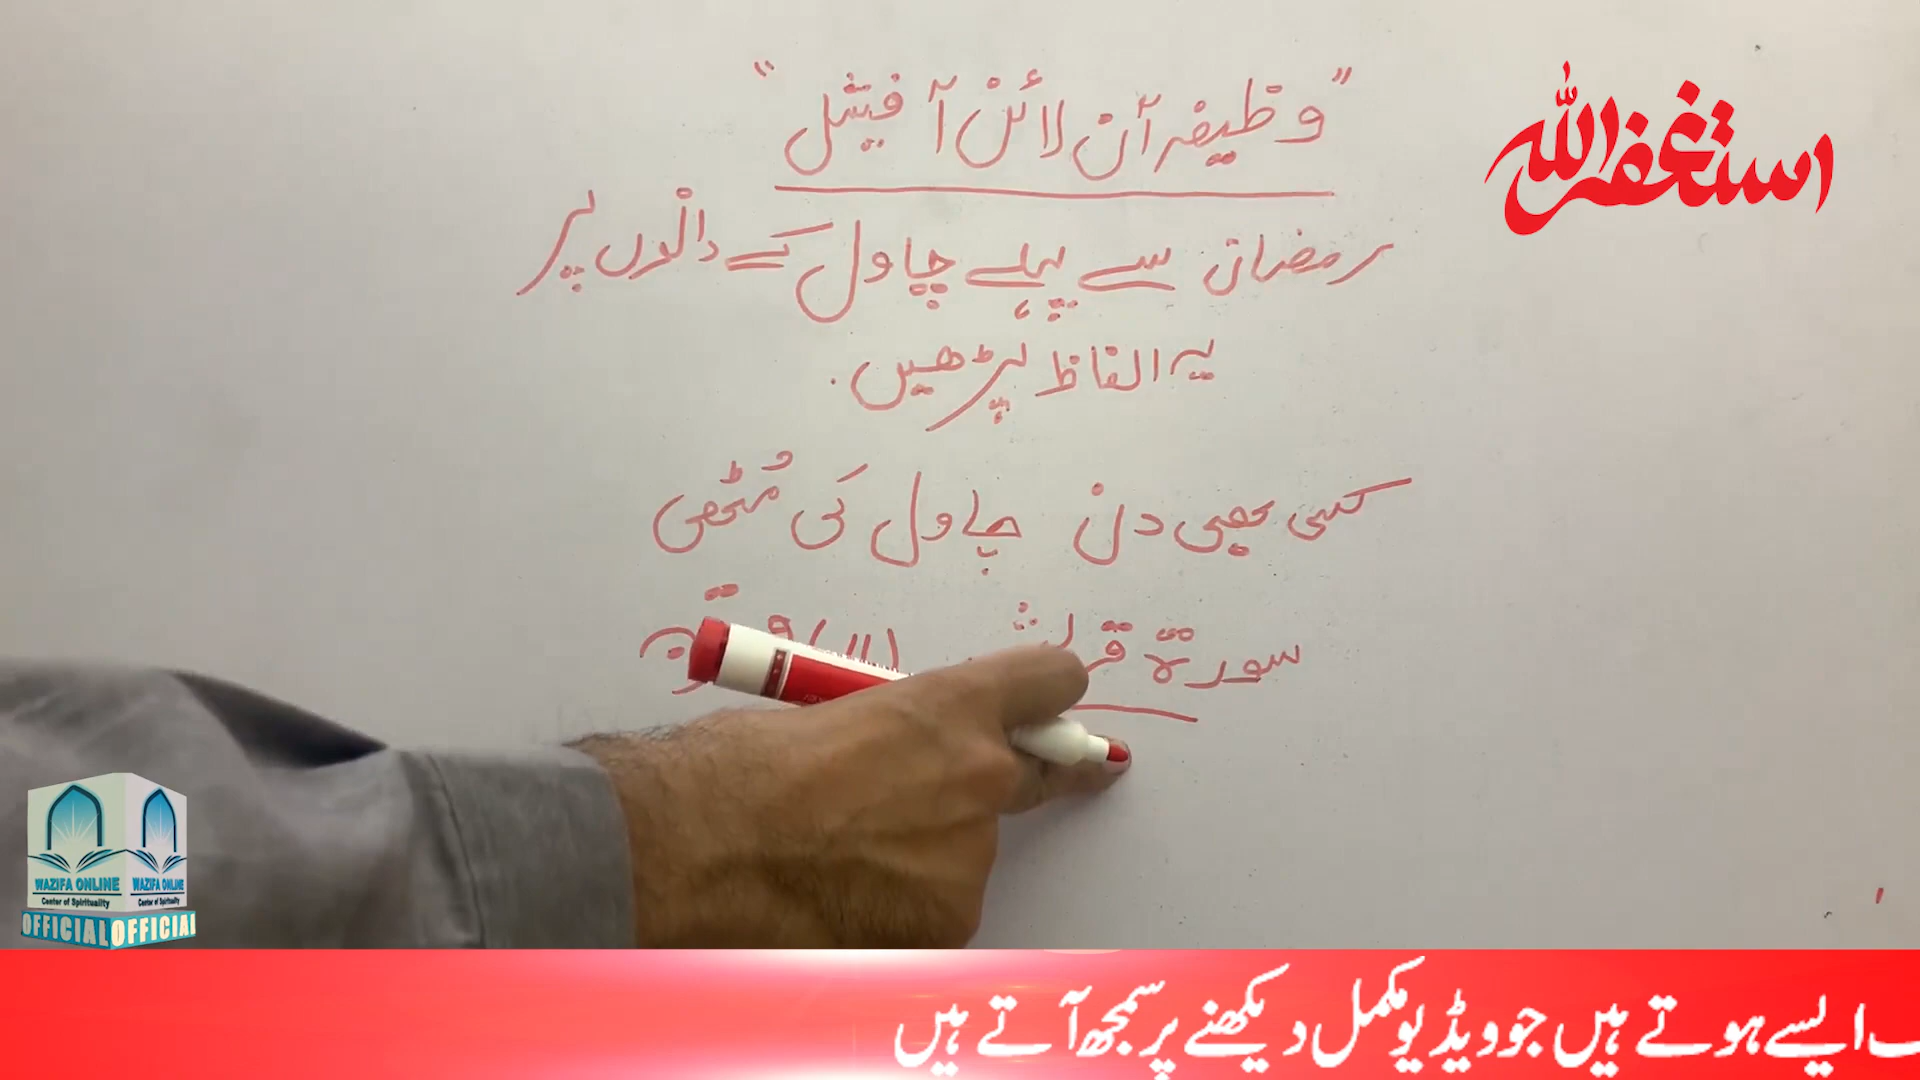 "وظیفہ آن لائن آفیشل"
استغفراللہ
رمضان سے پہلے چاول کے دانوں پر
یہ الفاظ پڑھیں.
کسی بھی دن چاول کی مُٹھی
سورۃ قریش
WAZIFA ONLINE
Center of Spirituality
OFFICIAL
WAZIFA ONLINE
Center of Spirituality
OFFICIAL
ایسے ہوتے ہیں جو ویڈیو مکمل دیکھنے پر سمجھ آتے ہیں